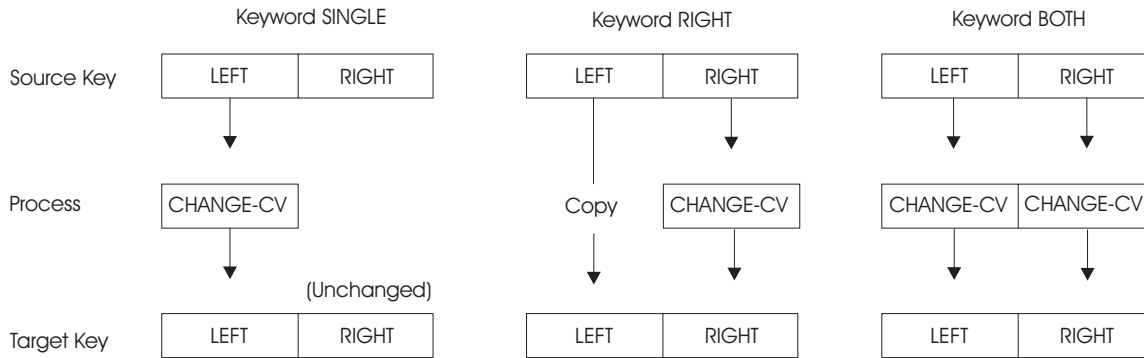 Keyword SINGLE Keyword RIGHT Keyword BOTH
Source Key LEFT RIGHT LEFT RIGHT LEFT RIGHT
Process CHANGE-CV Copy CHANGE-CV CHANGE-CV CHANGE-CV
(Unchanged)
Target Key LEFT RIGHT LEFT RIGHT LEFT RIGHT